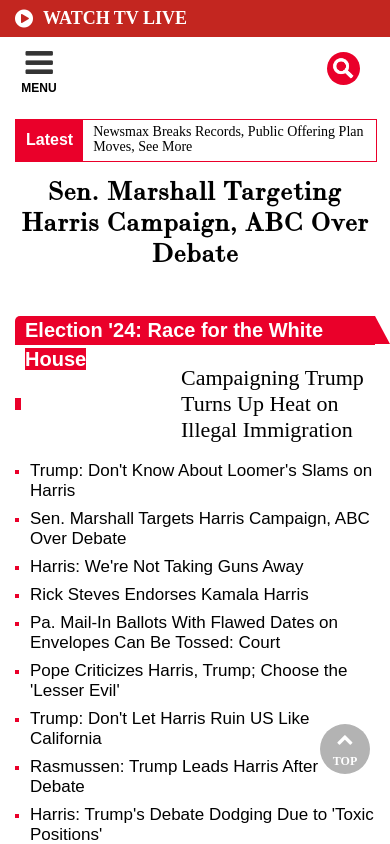 WATCH TV LIVE
MENU
Latest
Newsmax Breaks Records, Public Offering Plan
Moves, See More
Sen. Marshall Targeting
Harris Campaign, ABC Over
Debate
Election '24: Race for the White
House
Campaigning Trump
Turns Up Heat on
Illegal Immigration
Trump: Don't Know About Loomer's Slams on
Harris
Sen. Marshall Targets Harris Campaign, ABC
Over Debate
Harris: We're Not Taking Guns Away
Rick Steves Endorses Kamala Harris
Pa. Mail-In Ballots With Flawed Dates on
Envelopes Can Be Tossed: Court
Pope Criticizes Harris, Trump; Choose the
'Lesser Evil'
Trump: Don't Let Harris Ruin US Like
California
Rasmussen: Trump Leads Harris After
Debate
TOP
Harris: Trump's Debate Dodging Due to 'Toxic
Positions'